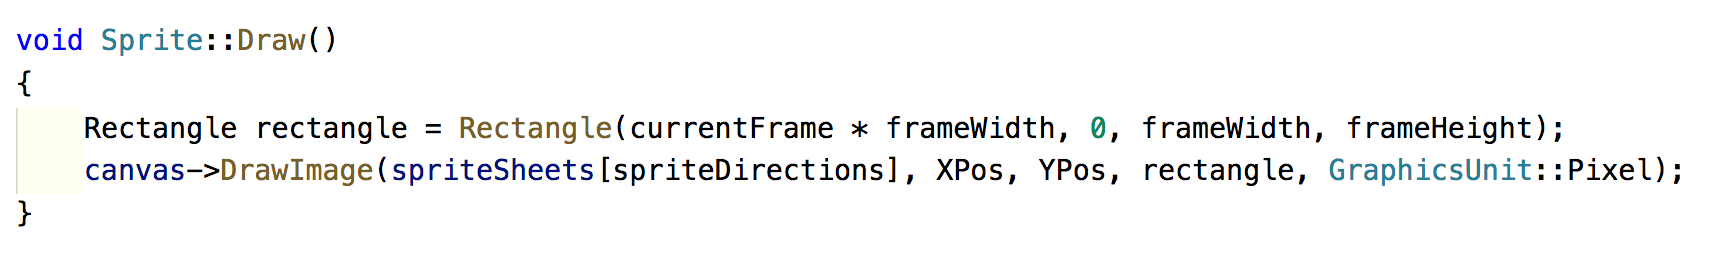 void Sprite::Draw()
{
    Rectangle rectangle = Rectangle(currentFrame * frameWidth, 0, frameWidth, frameHeight);
    canvas->DrawImage(spriteSheets[spriteDirections], XPos, YPos, rectangle, GraphicsUnit::Pixel);
}